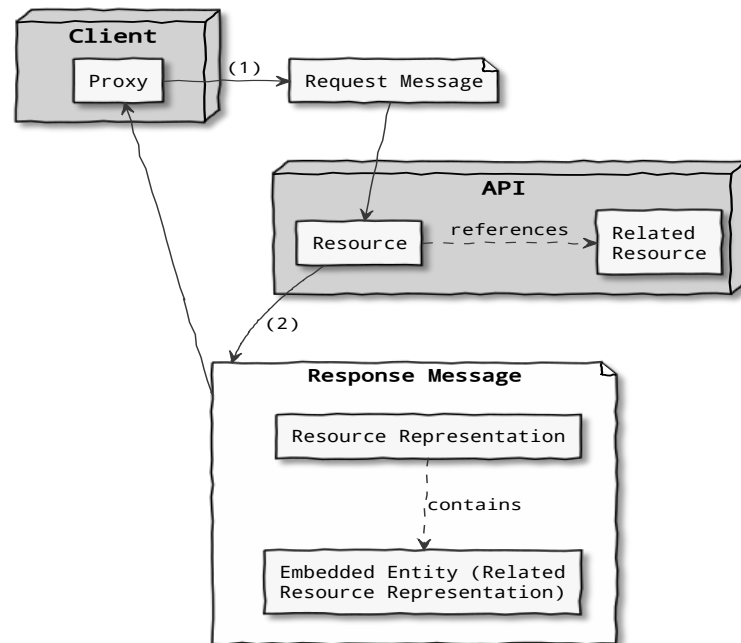 Client
Proxy
(1)
Request Message
API
Resource
references
Related
Resource
(2)
Response Message
Resource Representation
contains
Embedded Entity (Related
Resource Representation)